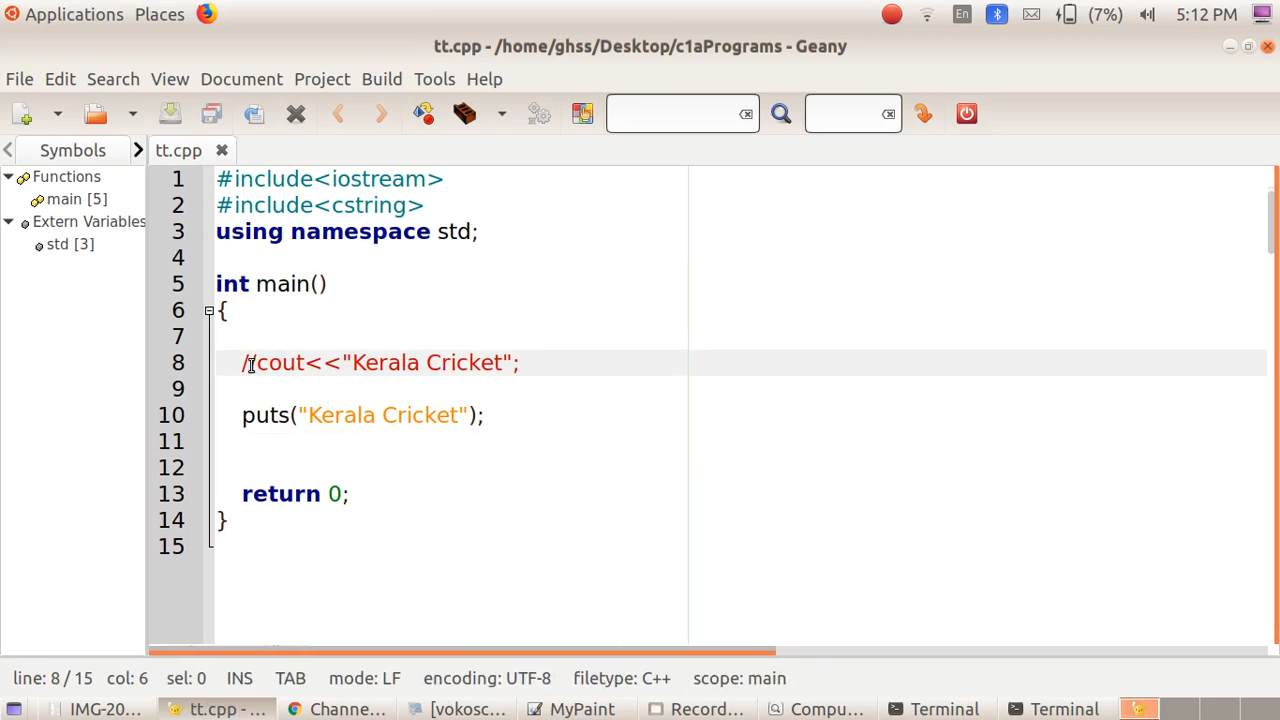 Applications Places En (7%) 5:12 PM
tt.cpp - /home/ghss/Desktop/c1aPrograms - Geany
File Edit Search View Document Project Build Tools Help
Symbols tt.cpp
Functions
main [5]
Extern Variables
std [3]
1 #include<iostream>
2 #include<cstring>
3 using namespace std;
4
5 int main()
6 {
7
8 //cout<<"Kerala Cricket";
9
10 puts("Kerala Cricket");
11
12
13 return 0;
14 }
15
line: 8 / 15 col: 6 sel: 0 INS TAB mode: LF encoding: UTF-8 filetype: C++ scope: main
IMG-20... tt.cpp - ... Channe... [vokosc... MyPaint Record... Compu... Terminal Terminal